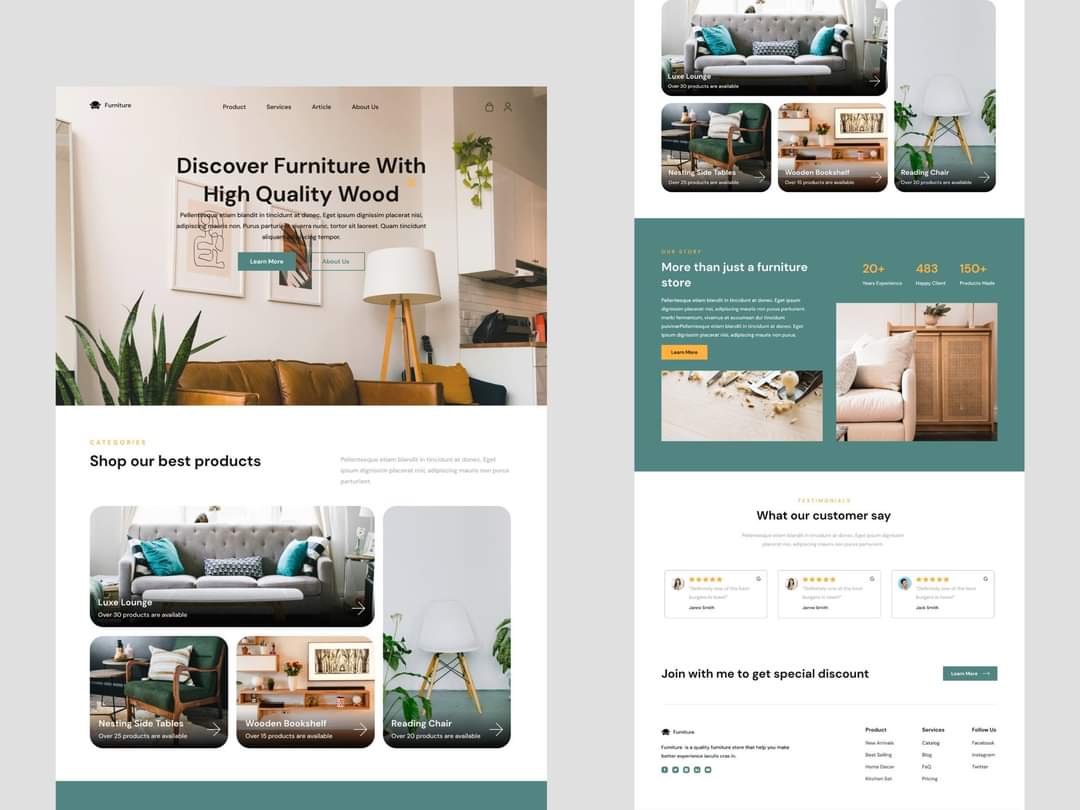 Furniture
Product Services Article About Us
Discover Furniture With
High Quality Wood
Pellentesque etiam blandit in tincidunt at donec. Eget ipsum dignissim placerat nisi,
adipiscing mauris non. Purus parturient viverra nunc, tortor sit laoreet. Quam tincidunt
aliquam adipiscing tempor.
Learn More
About Us
CATEGORIES
Shop our best products
Pellentesque etiam blandit in tincidunt at donec. Eget
ipsum dignissim placerat nisi, adipiscing mauris non purus
parturient.
Luxe Lounge
Over 30 products are available
Nesting Side Tables
Over 25 products are available
Wooden Bookshelf
Over 15 products are available
Reading Chair
Over 20 products are available
Luxe Lounge
Over 30 products are available
Nesting Side Tables
Over 25 products are available
Wooden Bookshelf
Over 15 products are available
Reading Chair
Over 20 products are available
OUR STORY
More than just a furniture
store
Pellentesque etiam blandit in tincidunt at donec. Eget ipsum
dignissim placerat nisi, adipiscing mauris non purus parturient.
morbi fermentum, vivamus et accumsan dui tincidunt
pulvinarPellentesque etiam blandit in tincidunt at donec. Eget
ipsum dignissim placerat nisi, adipiscing mauris non purus.
Learn More
20+
Years Experience
483
Happy Client
150+
Products Made
TESTIMONIALS
What our customer say
Pellentesque etiam blandit in tincidunt at donec. Eget ipsum dignissim
placerat nisi, adipiscing mauris non purus parturient.
G
"Definitely one of the best
burgers in town!"
Janne Smith
G
"Definitely one of the best
burgers in town!"
Janne Smith
G
"Definitely one of the best
burgers in town!"
Jack Smith
Join with me to get special discount
Learn More
Furniture
Furniture is a quality furniture store that help you make
better experience iaculis cras in.
Product
New Arrivals
Best Selling
Home Decor
Kitchen Set
Services
Catalog
Blog
FaQ
Pricing
Follow Us
Facebook
Instagram
Twitter